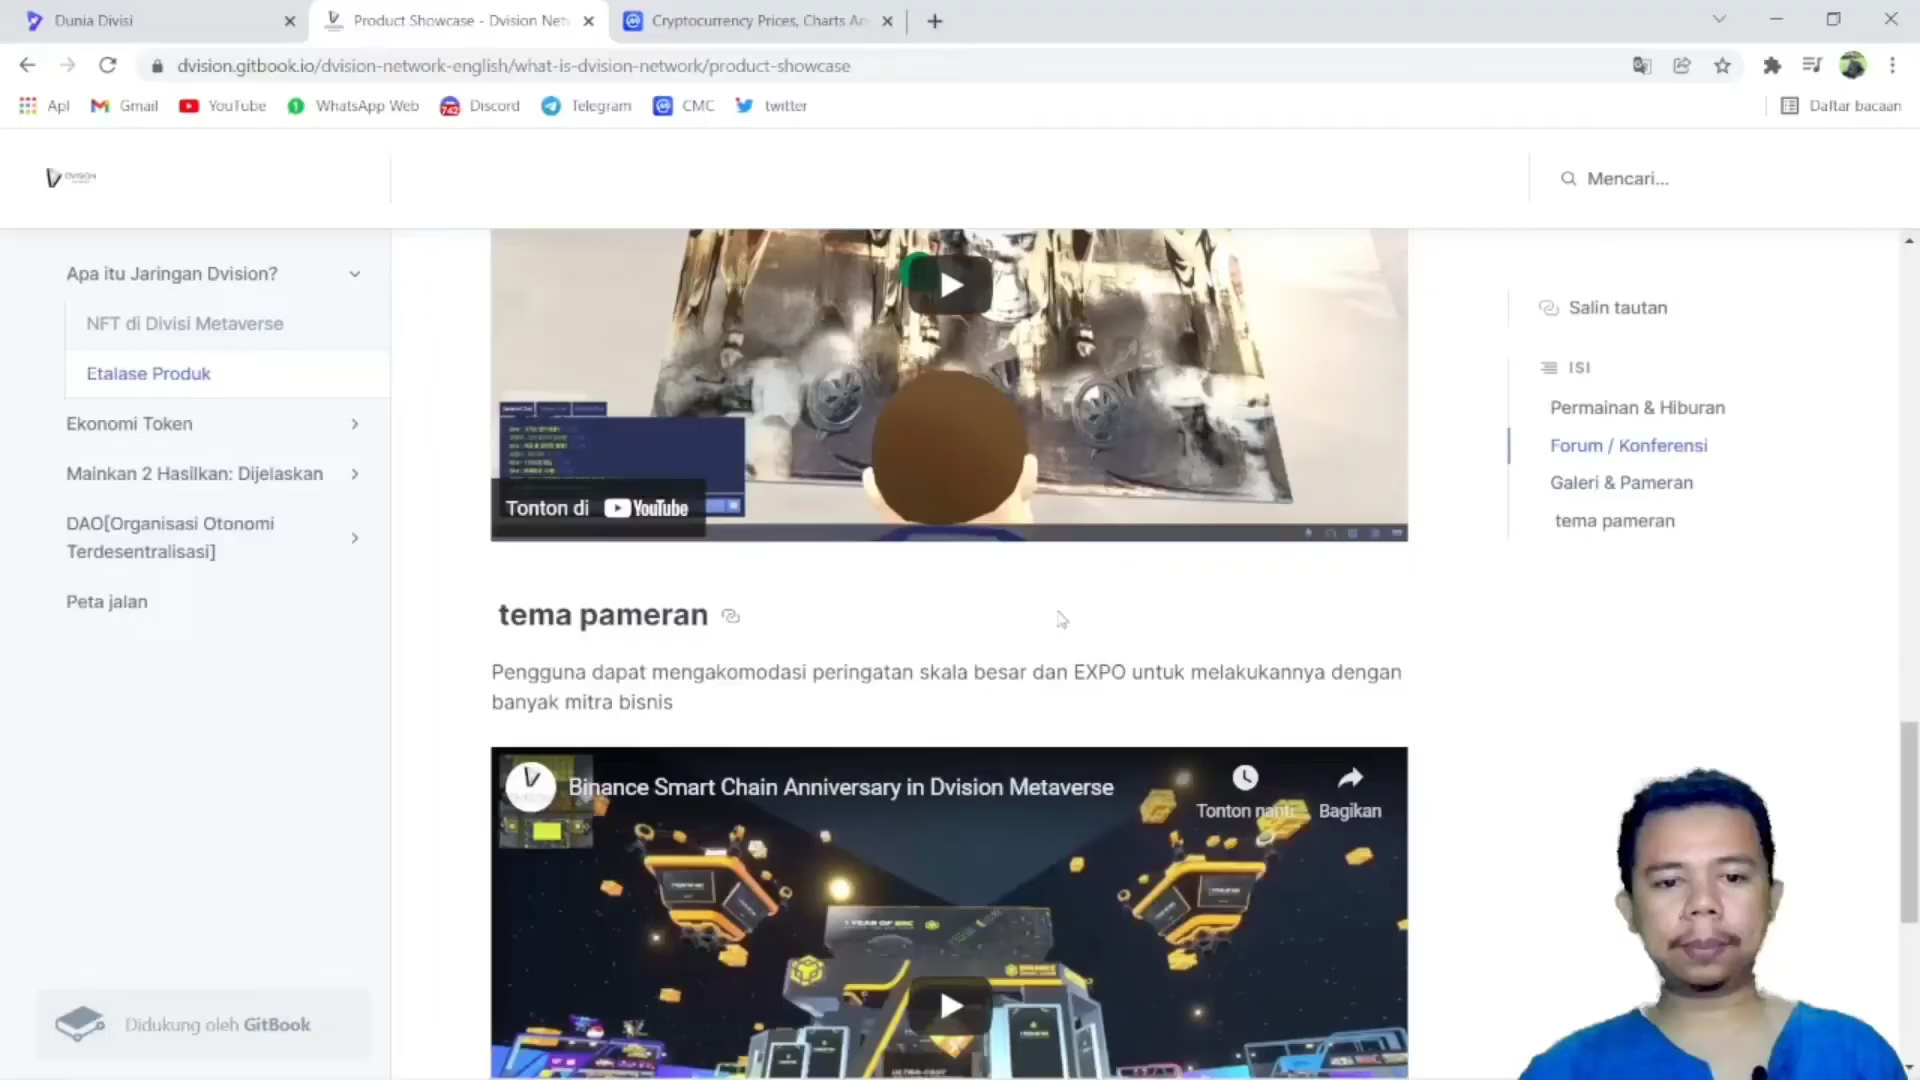 Dunia Divisi
Product Showcase - Dvision Net
Cryptocurrency Prices, Charts An
dvision.gitbook.io/dvision-network-english/what-is-dvision-network/product-showcase
Apl
Gmail
YouTube
WhatsApp Web
Discord
Telegram
CMC
twitter
Daftar bacaan
DVISION
Mencari...
Apa itu Jaringan Dvision?
NFT di Divisi Metaverse
Etalase Produk
Ekonomi Token
Mainkan 2 Hasilkan: Dijelaskan
DAO[Organisasi Otonomi
Terdesentralisasi]
Peta jalan
Didukung oleh GitBook
Tonton di YouTube
tema pameran
Pengguna dapat mengakomodasi peringatan skala besar dan EXPO untuk melakukannya dengan
banyak mitra bisnis
Binance Smart Chain Anniversary in Dvision Metaverse
Tonton nanti
Bagikan
1 YEAR OF BSC
Salin tautan
ISI
Permainan & Hiburan
Forum / Konferensi
Galeri & Pameran
tema pameran